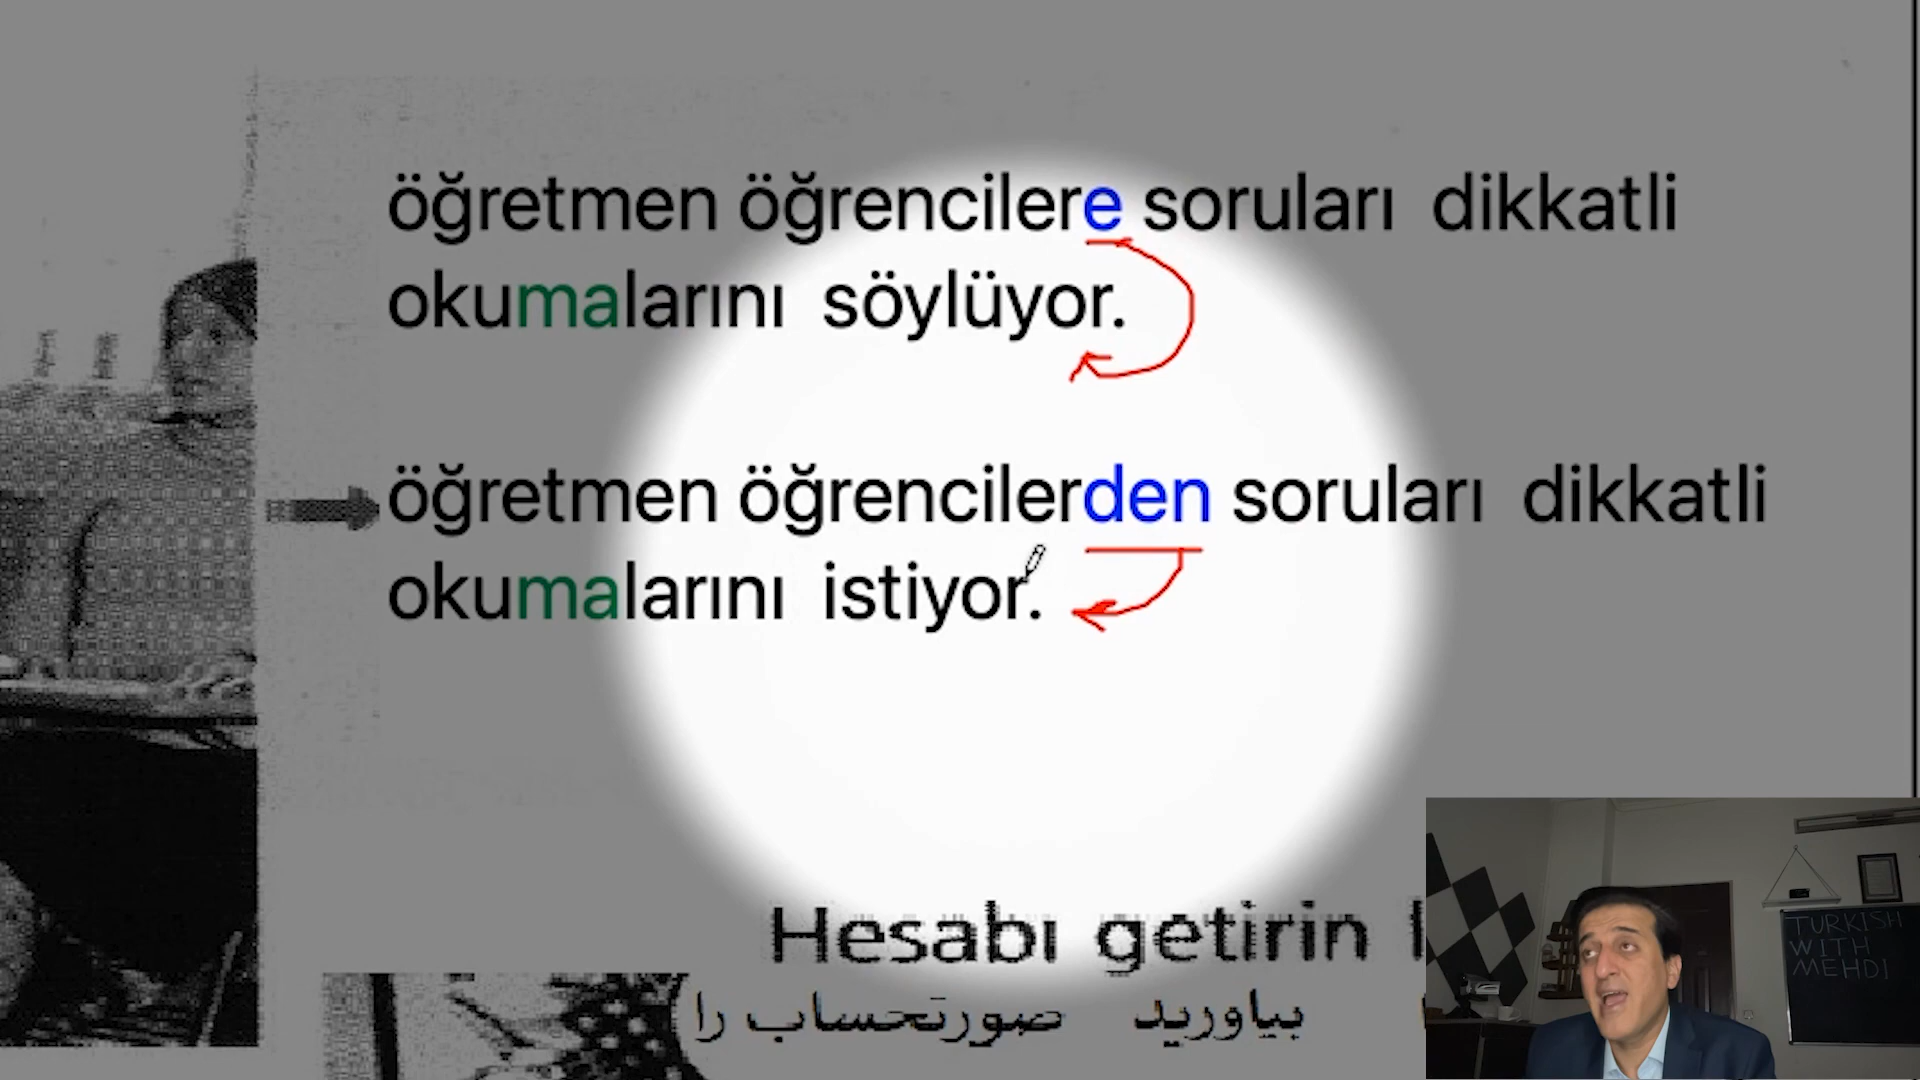 öğretmen öğrencilere soruları dikkatli
okumalarını söylüyor.
öğretmen öğrencilerden soruları dikkatli
okumalarını istiyor.
Hesabı getirin
صورتحساب را بیاورید
TURKISH
WITH
MEHDI